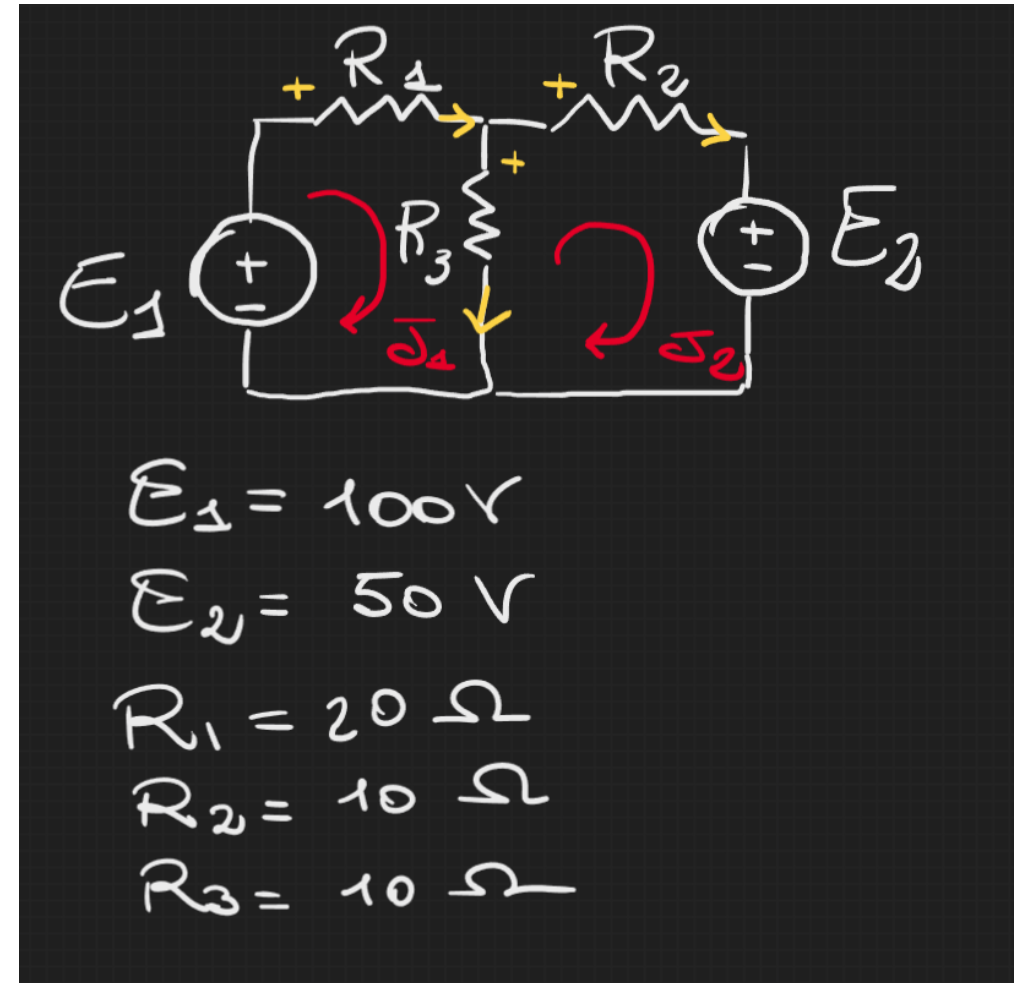 + R1 + R2
+
E1 + - R3 + - E2
J1 J2
E1 = 100 V
E2 = 50 V
R1 = 20 Ω
R2 = 10 Ω
R3 = 10 Ω